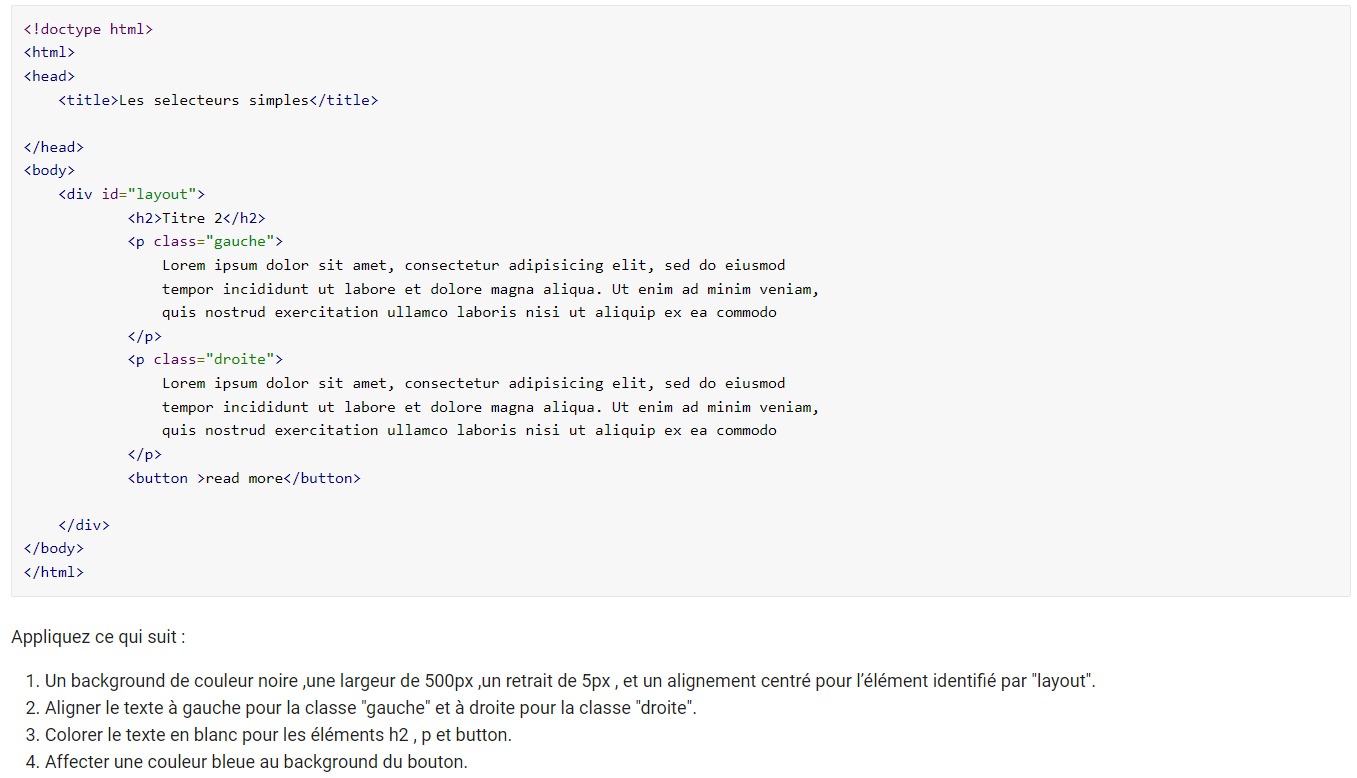 <!doctype html>
<html>
<head>
    <title>Les selecteurs simples</title>

</head>
<body>
    <div id="layout">
            <h2>Titre 2</h2>
            <p class="gauche">
                Lorem ipsum dolor sit amet, consectetur adipisicing elit, sed do eiusmod
                tempor incididunt ut labore et dolore magna aliqua. Ut enim ad minim veniam,
                quis nostrud exercitation ullamco laboris nisi ut aliquip ex ea commodo
            </p>
            <p class="droite">
                Lorem ipsum dolor sit amet, consectetur adipisicing elit, sed do eiusmod
                tempor incididunt ut labore et dolore magna aliqua. Ut enim ad minim veniam,
                quis nostrud exercitation ullamco laboris nisi ut aliquip ex ea commodo
            </p>
            <button >read more</button>

    </div>
</body>
</html>
Appliquez ce qui suit :
1. Un background de couleur noire ,une largeur de 500px ,un retrait de 5px , et un alignement centré pour l’élément identifié par "layout".
2. Aligner le texte à gauche pour la classe "gauche" et à droite pour la classe "droite".
3. Colorer le texte en blanc pour les éléments h2 , p et button.
4. Affecter une couleur bleue au background du bouton.